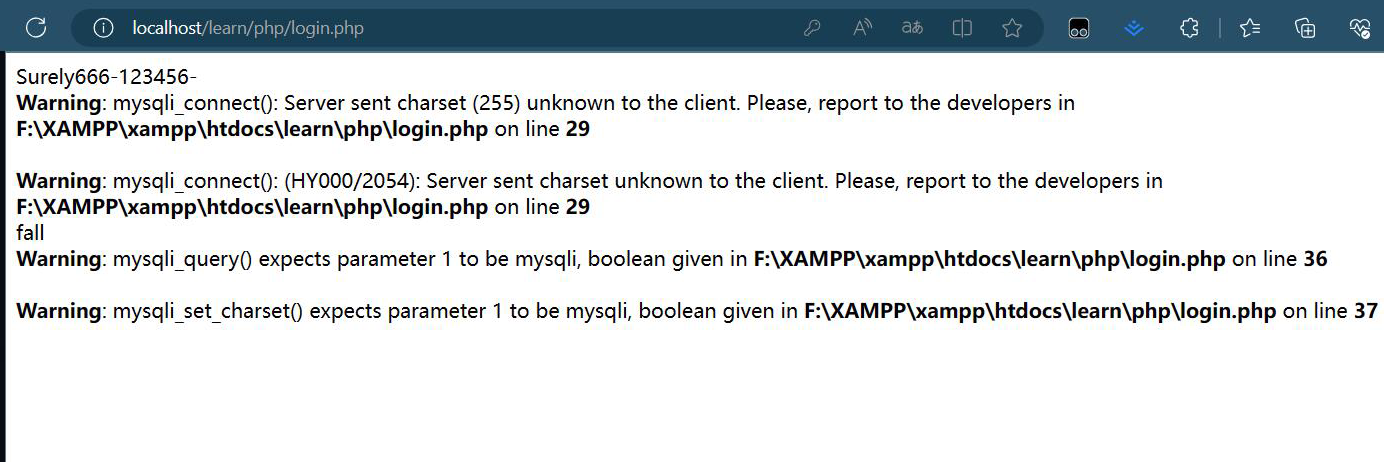 localhost/learn/php/login.php
Surely666-123456-
Warning: mysqli_connect(): Server sent charset (255) unknown to the client. Please, report to the developers in
F:\XAMPP\xampp\htdocs\learn\php\login.php on line 29
Warning: mysqli_connect(): (HY000/2054): Server sent charset unknown to the client. Please, report to the developers in
F:\XAMPP\xampp\htdocs\learn\php\login.php on line 29
fall
Warning: mysqli_query() expects parameter 1 to be mysqli, boolean given in F:\XAMPP\xampp\htdocs\learn\php\login.php on line 36
Warning: mysqli_set_charset() expects parameter 1 to be mysqli, boolean given in F:\XAMPP\xampp\htdocs\learn\php\login.php on line 37